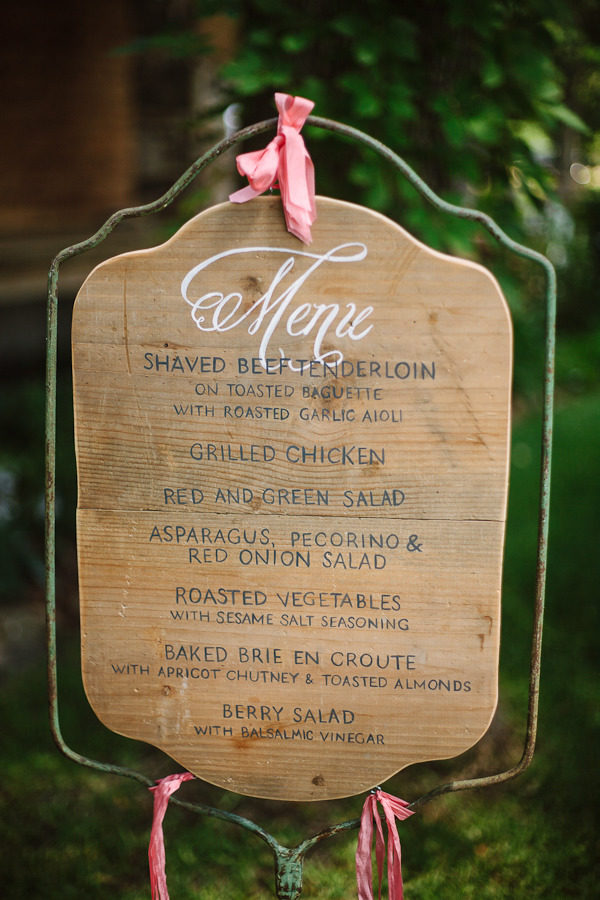 Menu
SHAVED BEEF TENDERLOIN
ON TOASTED BAGUETTE
WITH ROASTED GARLIC AIOLI
GRILLED CHICKEN
RED AND GREEN SALAD
ASPARAGUS, PECORINO &
RED ONION SALAD
ROASTED VEGETABLES
WITH SESAME SALT SEASONING
BAKED BRIE EN CROUTE
WITH APRICOT CHUTNEY & TOASTED ALMONDS
BERRY SALAD
WITH BALSALMIC VINEGAR